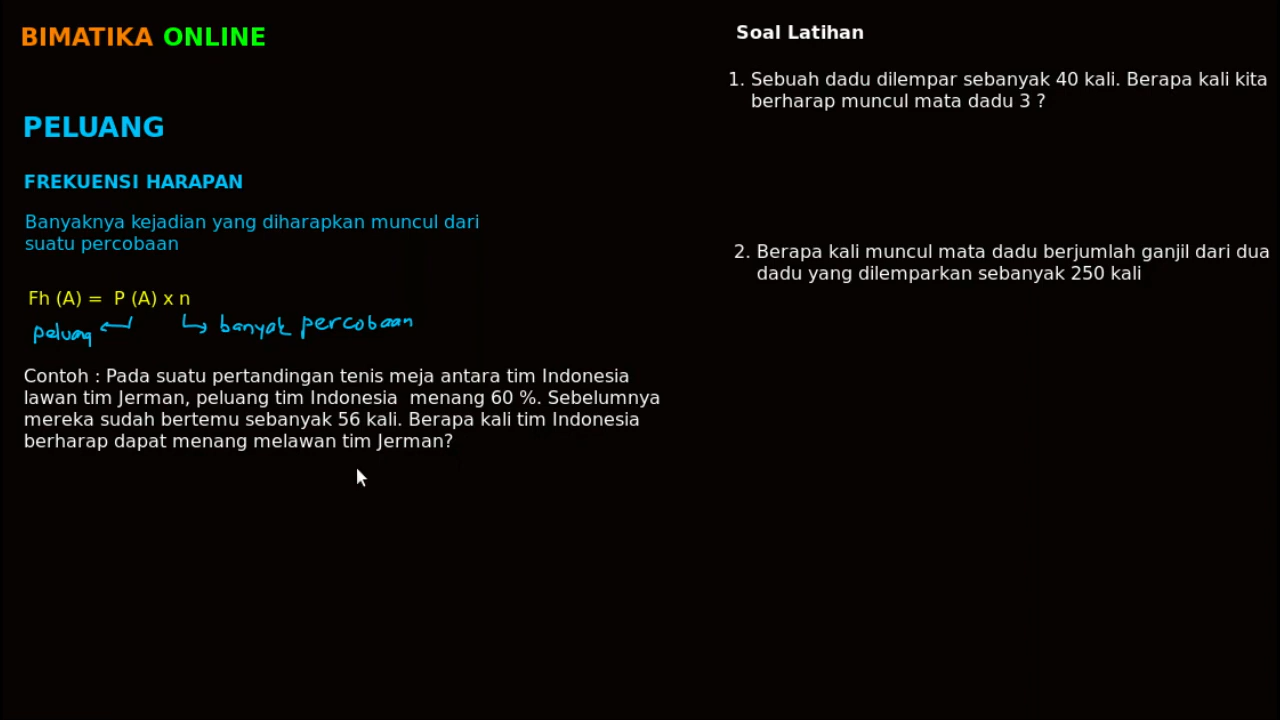 BIMATIKA ONLINE
PELUANG
FREKUENSI HARAPAN
Banyaknya kejadian yang diharapkan muncul dari
suatu percobaan
Fh (A) = P (A) x n
peluang banyak percobaan
Contoh : Pada suatu pertandingan tenis meja antara tim Indonesia
lawan tim Jerman, peluang tim Indonesia menang 60 %. Sebelumnya
mereka sudah bertemu sebanyak 56 kali. Berapa kali tim Indonesia
berharap dapat menang melawan tim Jerman?
Soal Latihan
1. Sebuah dadu dilempar sebanyak 40 kali. Berapa kali kita
berharap muncul mata dadu 3 ?
2. Berapa kali muncul mata dadu berjumlah ganjil dari dua
dadu yang dilemparkan sebanyak 250 kali